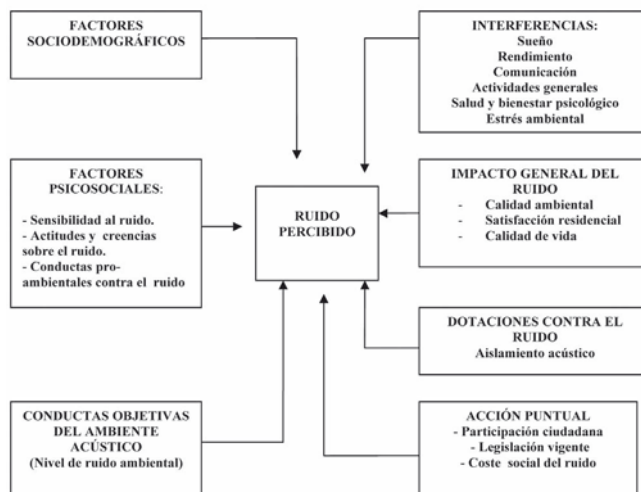 FACTORES
SOCIODEMOGRÁFICOS
INTERFERENCIAS:
Sueño
Rendimiento
Comunicación
Actividades generales
Salud y bienestar psicológico
Estrés ambiental
FACTORES
PSICOSOCIALES:
- Sensibilidad al ruido.
- Actitudes y creencias
sobre el ruido.
- Conductas pro-
ambientales contra el ruido
RUIDO
PERCIBIDO
IMPACTO GENERAL DEL
RUIDO
- Calidad ambiental
- Satisfacción residencial
- Calidad de vida
DOTACIONES CONTRA EL
RUIDO
Aislamiento acústico
CONDUCTAS OBJETIVAS
DEL AMBIENTE
ACÚSTICO
(Nivel de ruido ambiental)
ACCIÓN PUNTUAL
- Participación ciudadana
- Legislación vigente
- Coste social del ruido